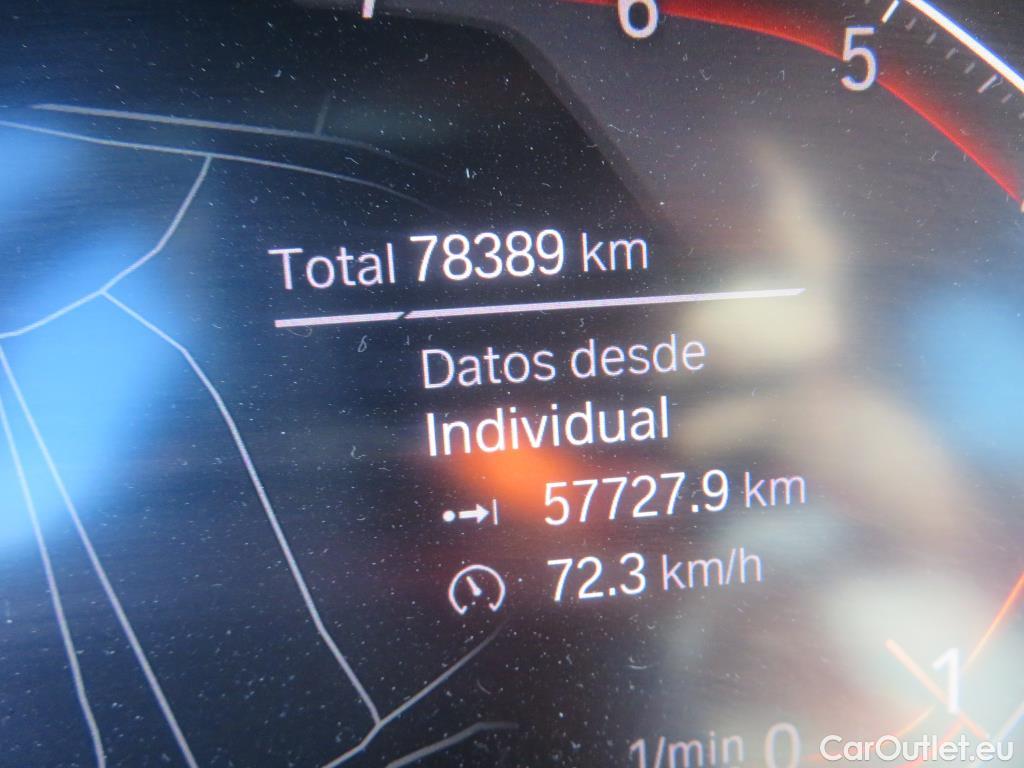 7
6
5
Total 78389 km
Datos desde
Individual
57727.9 km
72.3 km/h
1
1/min 0
CarOutlet.eu